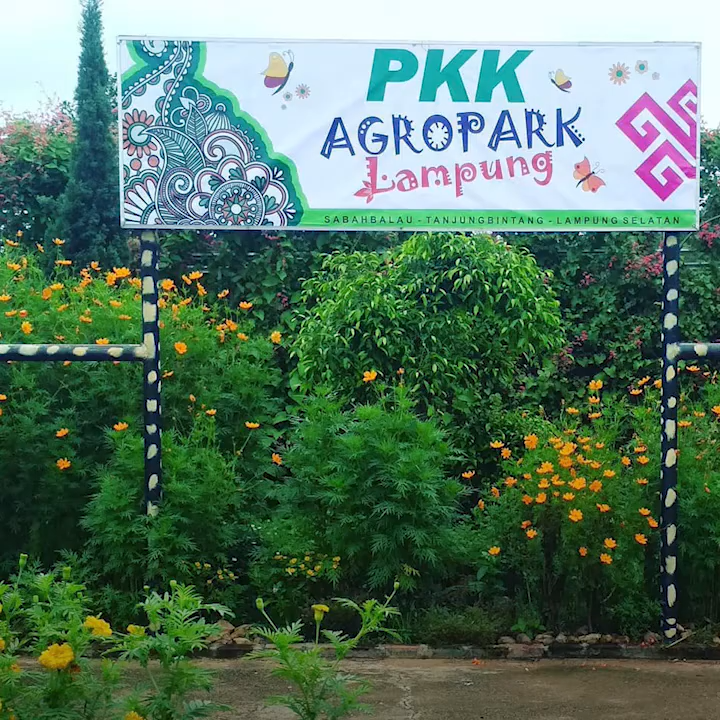 PKK
AGROPARK
Lampung
SABAHBALAU - TANJUNGBINTANG - LAMPUNG SELATAN